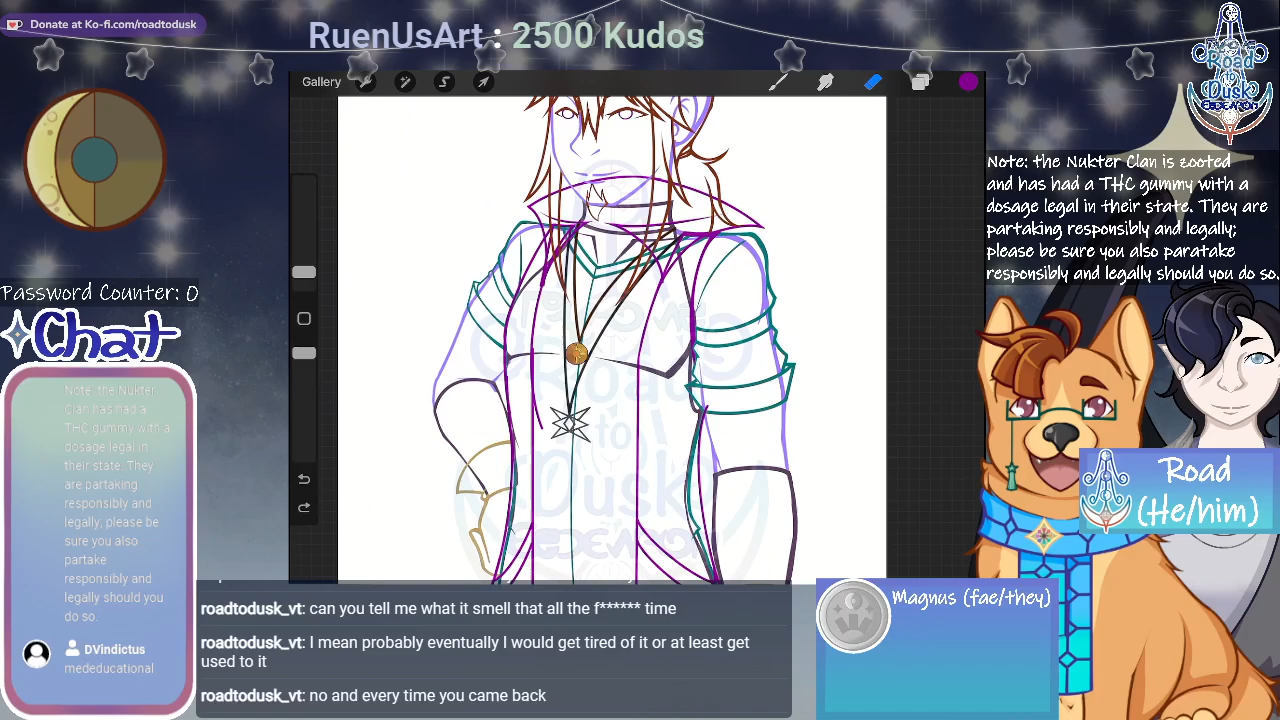 Donate at Ko-fi.com/roadtodusk
RuenUsArt : 2500 Kudos
Gallery
Road
to
Dusk
Note: the Nukter Clan is zooted
and has had a THC gummy with a
dosage legal in their state. They are
partaking responsibly and legally;
please be sure you also paratake
responsibly and legally should you do so.
Password Counter: 0
Chat
Note: the Nukter
Clan has had a
THC gummy with a
dosage legal in
their state. They
are partaking
responsibly and
legally, please be
sure you also
partake
responsibly and
legally should you
do so.
DVindictus
mededucational
Road
to
Dusk
Road
(He/him)
Magnus (fae/they)
roadtodusk_vt: can you tell me what it smell that all the f****** time
roadtodusk_vt: I mean probably eventually I would get tired of it or at least get
used to it
roadtodusk_vt: no and every time you came back